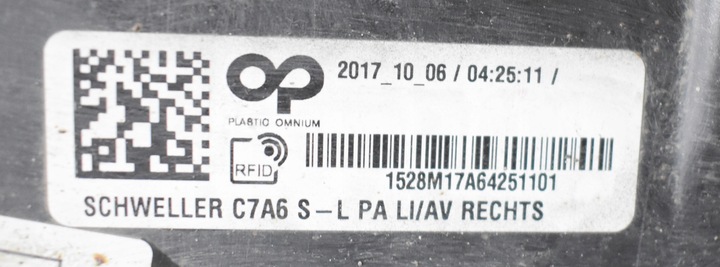 2017_10_06 / 04:25:11 /
PLASTIC OMNIUM
RFID
1528M17A64251101
SCHWELLER C7A6 S-L PA LI/AV RECHTS